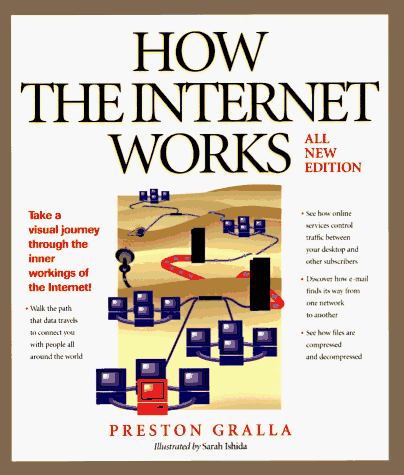 HOW
THE INTERNET
WORKS
ALL
NEW
EDITION
Take a
visual journey
through the
inner
workings of
the Internet!
• Walk the path
that data travels
to connect you
with people all
around the world
• See how online
services control
traffic between
your desktop and
other subscribers
• Discover how e-mail
finds its way from
one network
to another
• See how files are
compressed
and decompressed
PRESTON GRALLA
Illustrated by Sarah Ishida